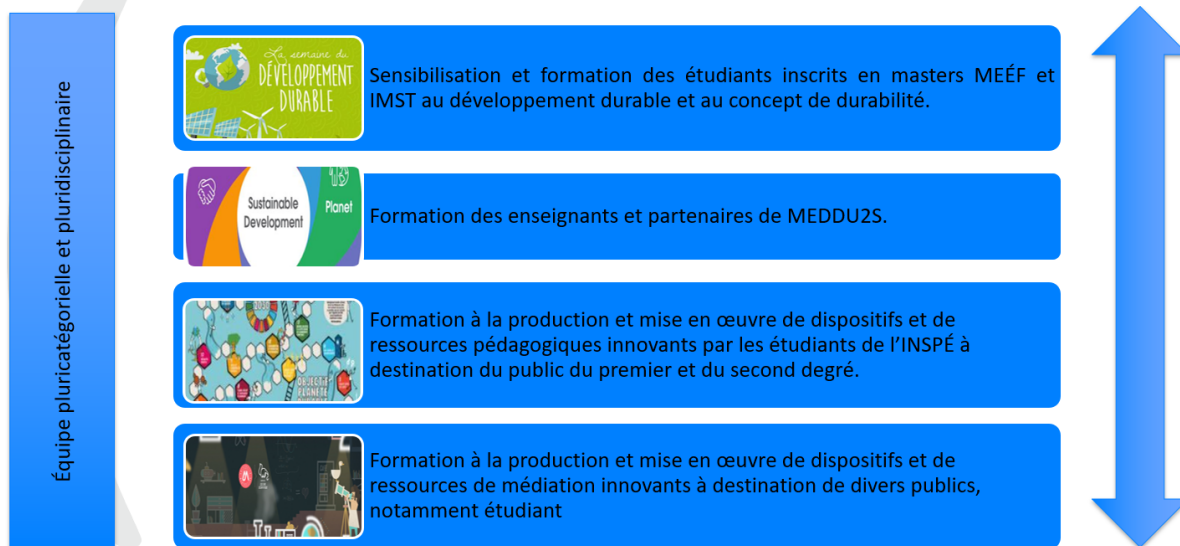 Équipe pluricatégorielle et pluridisciplinaire
La semaine du
DÉVELOPPEMENT
DURABLE
Sensibilisation et formation des étudiants inscrits en masters MEÉF et
IMST au développement durable et au concept de durabilité.
Sustainable
Development
Planet
Formation des enseignants et partenaires de MEDDU2S.
OBJECTIF
PLANÈTE
Formation à la production et mise en œuvre de dispositifs et de
ressources pédagogiques innovants par les étudiants de l’INSPÉ à
destination du public du premier et du second degré.
Formation à la production et mise en œuvre de dispositifs et de
ressources de médiation innovants à destination de divers publics,
notamment étudiant